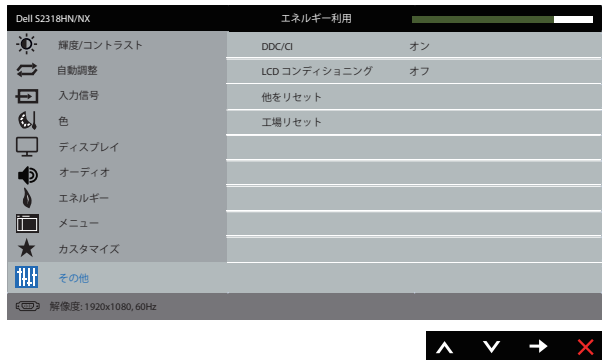 Dell S2318HN/NX
エネルギー利用
輝度/コントラスト
自動調整
入力信号
色
ディスプレイ
オーディオ
エネルギー
メニュー
カスタマイズ
その他
DDC/CI オン
LCD コンディショニング オフ
他をリセット
工場リセット
解像度: 1920x1080, 60Hz